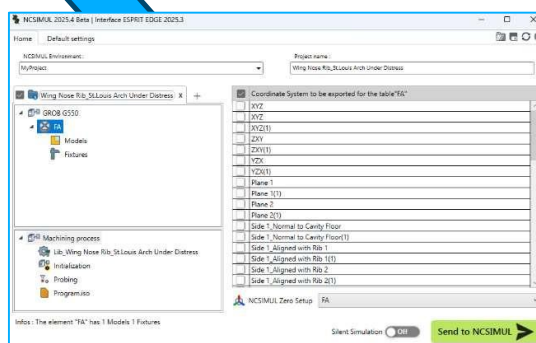 NCSIMUL 2025.4 Beta | Interface ESPRIT EDGE 2025.3
Home Default settings
NCSIMUL Environment :
Project name :
MyProject
Wing Nose Rib_St.Louis Arch Under Distress
Wing Nose Rib_St.Louis Arch Under Distress x +
GROB G550
FA
Models
Fixtures
Machining process
Lib_Wing Nose Rib_St.Louis Arch Under Distress
Initialization
Probing
Program.iso
Coordinate System to be exported for the table"FA"
XYZ
XYZ
XYZ(1)
ZXY
ZXY(1)
YZX
YZX(1)
Plane 1
Plane 1(1)
Plane 2
Plane 2(1)
Side 1_Normal to Cavity Floor
Side 1_Normal to Cavity Floor(1)
Side 1_Aligned with Rib 1
Side 1_Aligned with Rib 1(1)
Side 1_Aligned with Rib 2
Side 1_Aligned with Rib 2(1)
NCSIMUL Zero Setup FA
Infos : The element "FA" has 1 Models 1 Fixtures
Silent Simulation Off Send to NCSIMUL